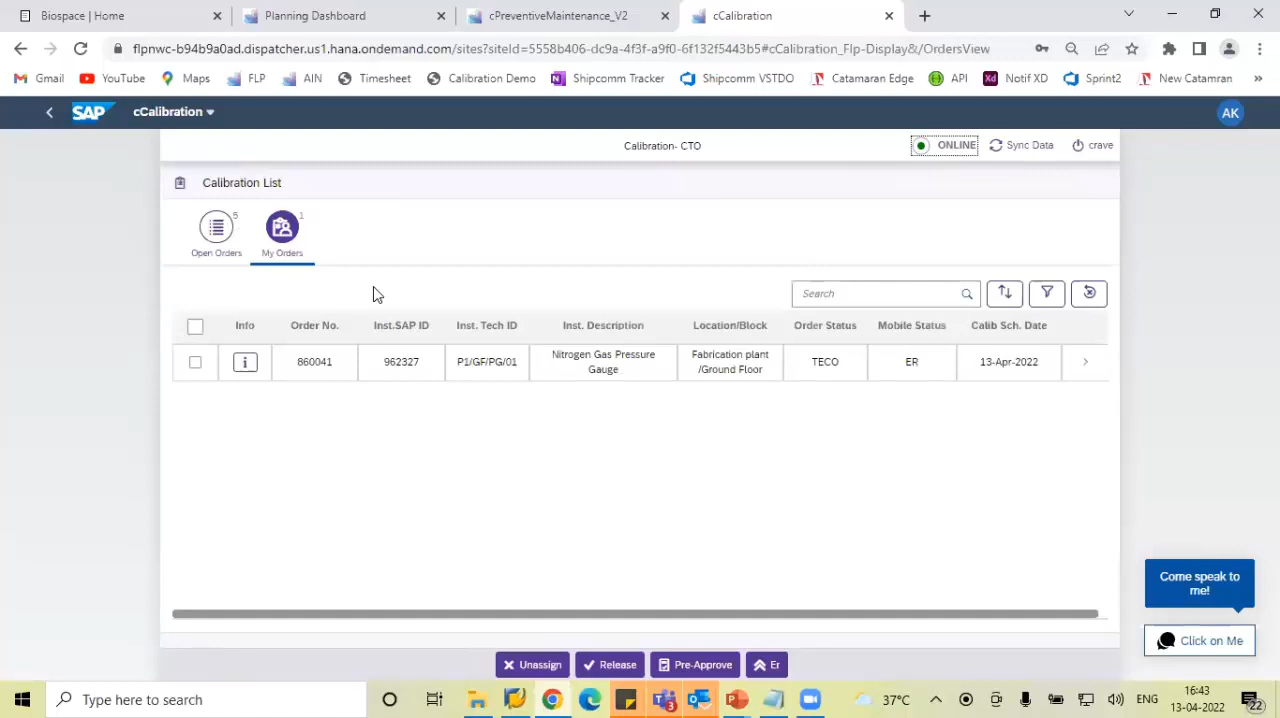 Biospace | Home
Planning Dashboard
cPreventiveMaintenance_V2
cCalibration
flpnwc-b94b9a0ad.dispatcher.us1.hana.ondemand.com/sites?siteId=5558b406-dc9a-4f3f-a9f0-6f132f5443b5#cCalibration_Flp-Display&/OrdersView
Gmail YouTube Maps FLP AIN Timesheet Calibration Demo Shipcomm Tracker Shipcomm VSTDO Catamaran Edge API Notif XD Sprint2 New Catamran »
SAP cCalibration AK
Calibration- CTO ONLINE Sync Data crave
Calibration List
5 1
Open Orders My Orders
Search
Info Order No. Inst.SAP ID Inst. Tech ID Inst. Description Location/Block Order Status Mobile Status Calib Sch. Date
i 860041 962327 P1/GF/PG/01 Nitrogen Gas Pressure Fabrication plant TECO ER 13-Apr-2022
Gauge /Ground Floor
Come speak to
me!
Click on Me
Unassign Release Pre-Approve Er
Type here to search 3 37°C ENG 16:43
13-04-2022 22